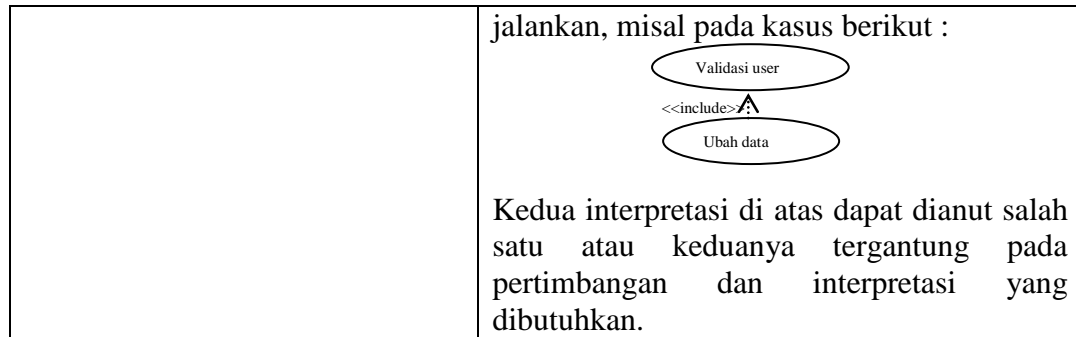 jalankan, misal pada kasus berikut :
Validasi user
<<include>>
Ubah data
Kedua interpretasi di atas dapat dianut salah
satu atau keduanya tergantung pada
pertimbangan dan interpretasi yang
dibutuhkan.